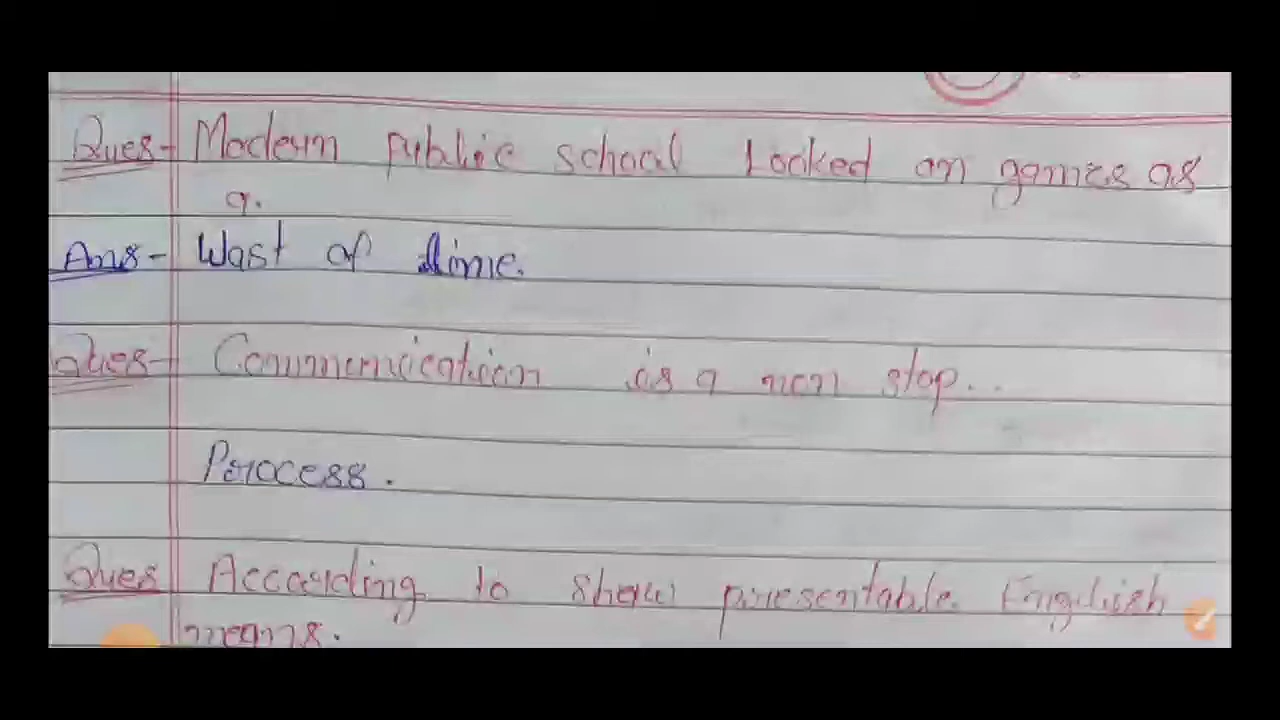 Ques- Modern public school Looked on games as
a.
Ans- Wast of time.
Ques- Communication is a non stop...
Process.
Ques According to Shaw presentable English
means.